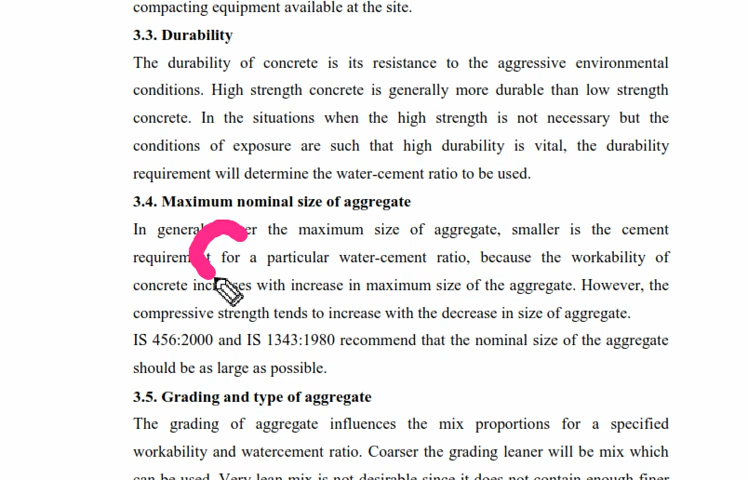 compacting equipment available at the site.
3.3. Durability
The durability of concrete is its resistance to the aggressive environmental
conditions. High strength concrete is generally more durable than low strength
concrete. In the situations when the high strength is not necessary but the
conditions of exposure are such that high durability is vital, the durability
requirement will determine the water-cement ratio to be used.
3.4. Maximum nominal size of aggregate
In general the maximum size of aggregate, smaller is the cement
for a particular water-cement ratio, because the workability of
concrete with increase in maximum size of the aggregate. However, the
compressive strength tends to increase with the decrease in size of aggregate.
IS 456:2000 and IS 1343:1980 recommend that the nominal size of the aggregate
should be as large as possible.
3.5. Grading and type of aggregate
The grading of aggregate influences the mix proportions for a specified
workability and watercement ratio. Coarser the grading leaner will be mix which
can be used. Very lean mix is not desirable since it does not contain enough finer